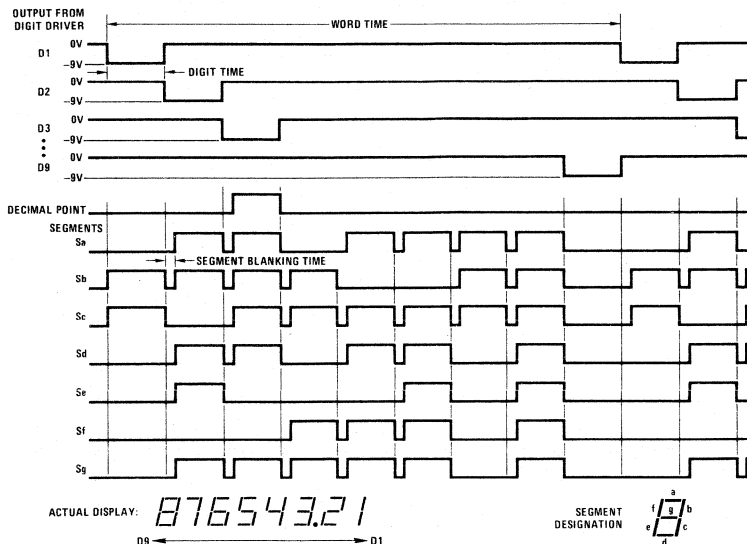 OUTPUT FROM
DIGIT DRIVER
WORD TIME
0V
D1
-9V
DIGIT TIME
0V
D2
-9V
0V
D3
-9V
0V
D9
-9V
DECIMAL POINT
SEGMENTS
Sa
SEGMENT BLANKING TIME
Sb
Sc
Sd
Se
Sf
Sg
ACTUAL DISPLAY: 876543.21
D9 D1
SEGMENT
DESIGNATION
a
f g b
e c
d